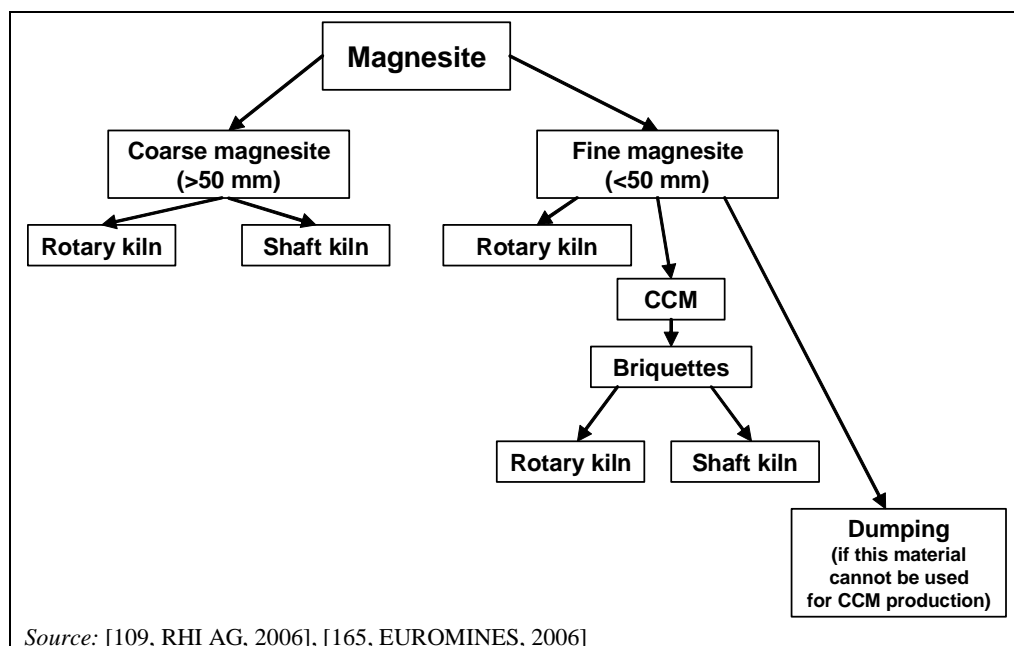 Magnesite
Coarse magnesite
(>50 mm)
Fine magnesite
(<50 mm)
Rotary kiln
Shaft kiln
Rotary kiln
CCM
Briquettes
Rotary kiln
Shaft kiln
Dumping
(if this material
cannot be used
for CCM production)
Source: [109, RHI AG, 2006], [165, EUROMINES, 2006]